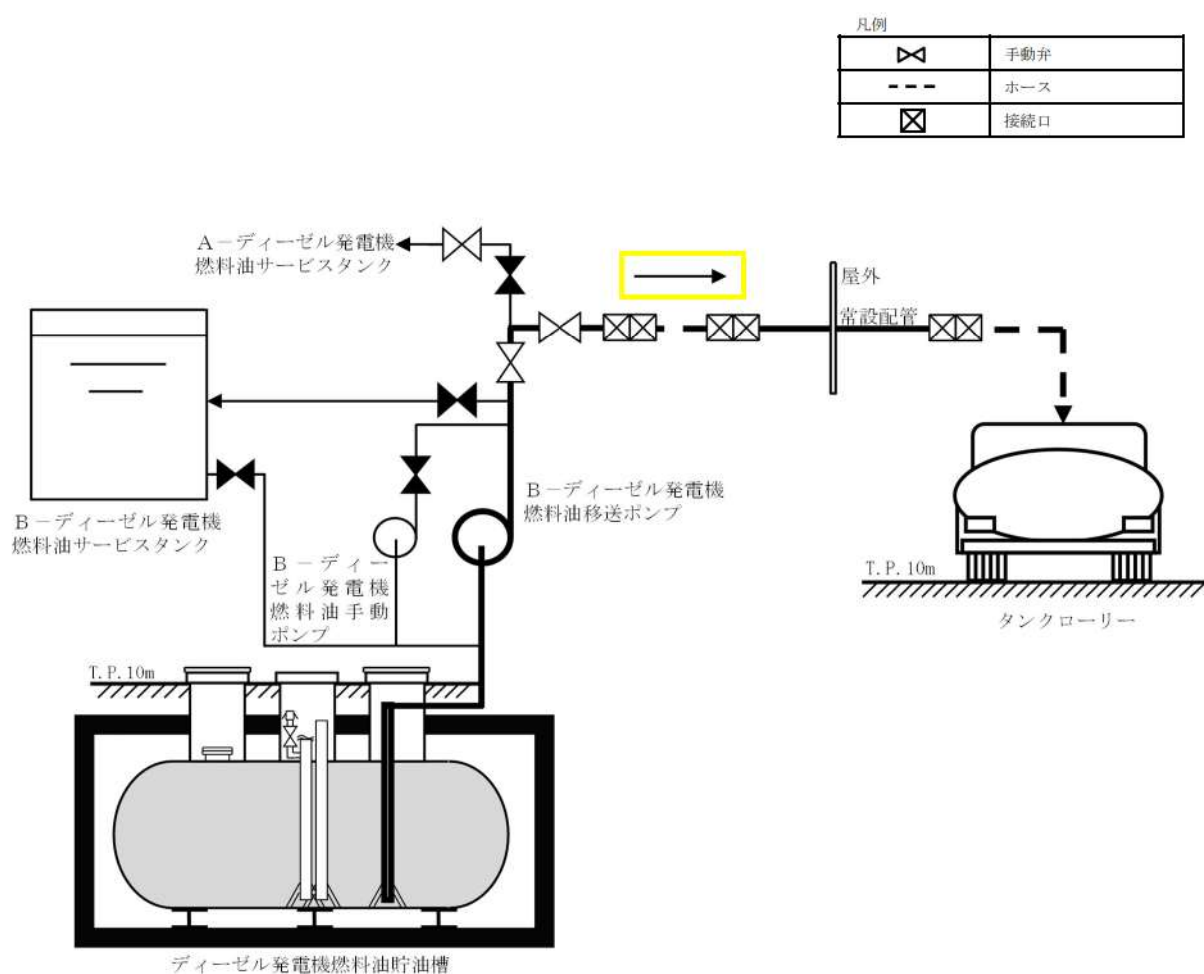 凡例
手動弁
ホース
接続口
A－ディーゼル発電機
燃料油サービスタンク
屋外
常設配管
B－ディーゼル発電機
燃料油移送ポンプ
B－ディーゼル発電機
燃料油サービスタンク
B－ディー
ゼル発電機
燃料油手動
ポンプ
T.P.10m
タンクローリー
T.P.10m
ディーゼル発電機燃料油貯油槽